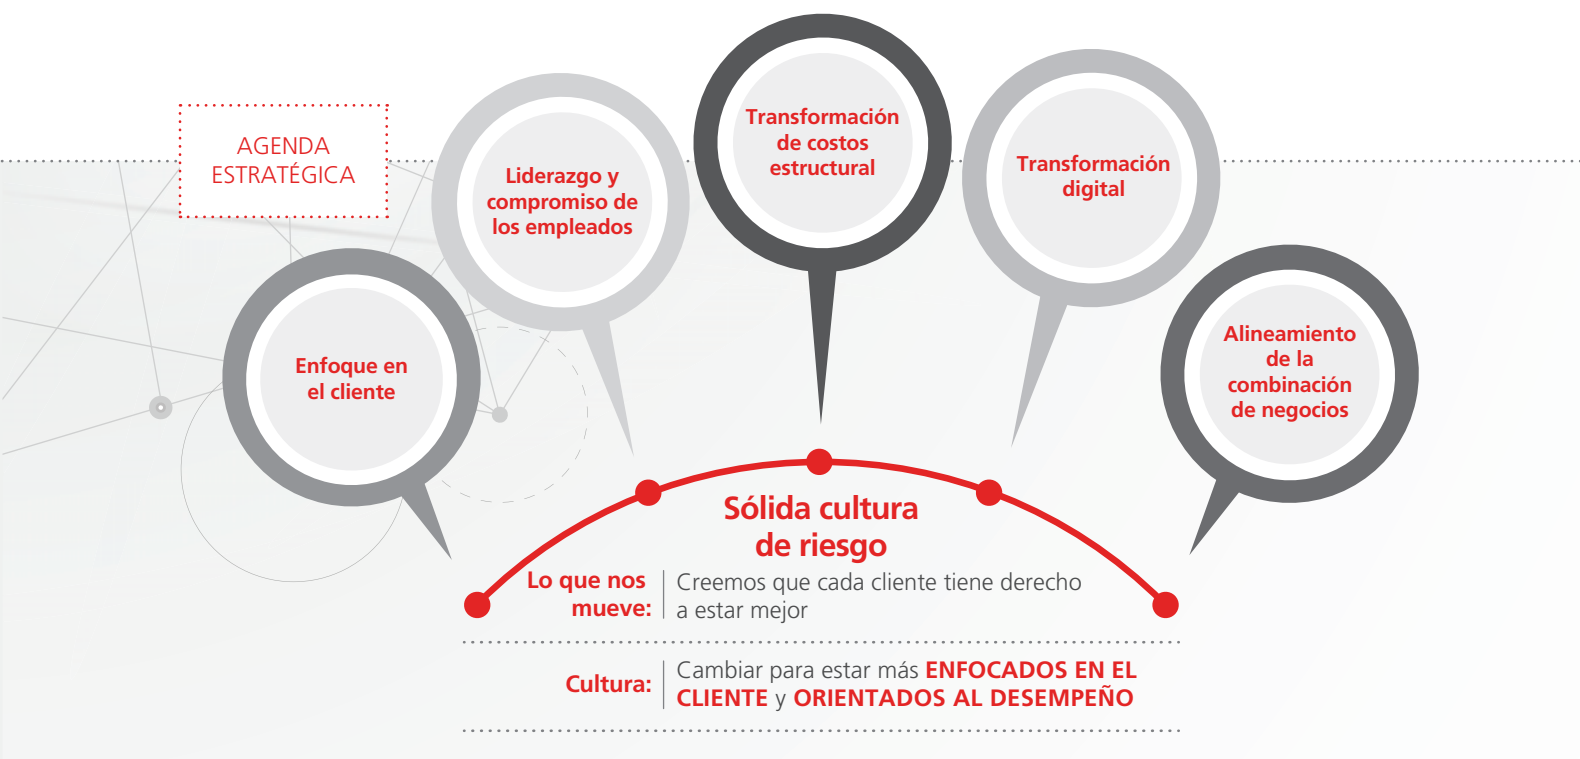 AGENDA
ESTRATÉGICA
Enfoque en
el cliente
Liderazgo y
compromiso de
los empleados
Transformación
de costos
estructural
Transformación
digital
Alineamiento
de la
combinación
de negocios
Sólida cultura
de riesgo
Lo que nos
mueve:
Creemos que cada cliente tiene derecho
a estar mejor
Cultura:
Cambiar para estar más ENFOCADOS EN EL
CLIENTE y ORIENTADOS AL DESEMPEÑO